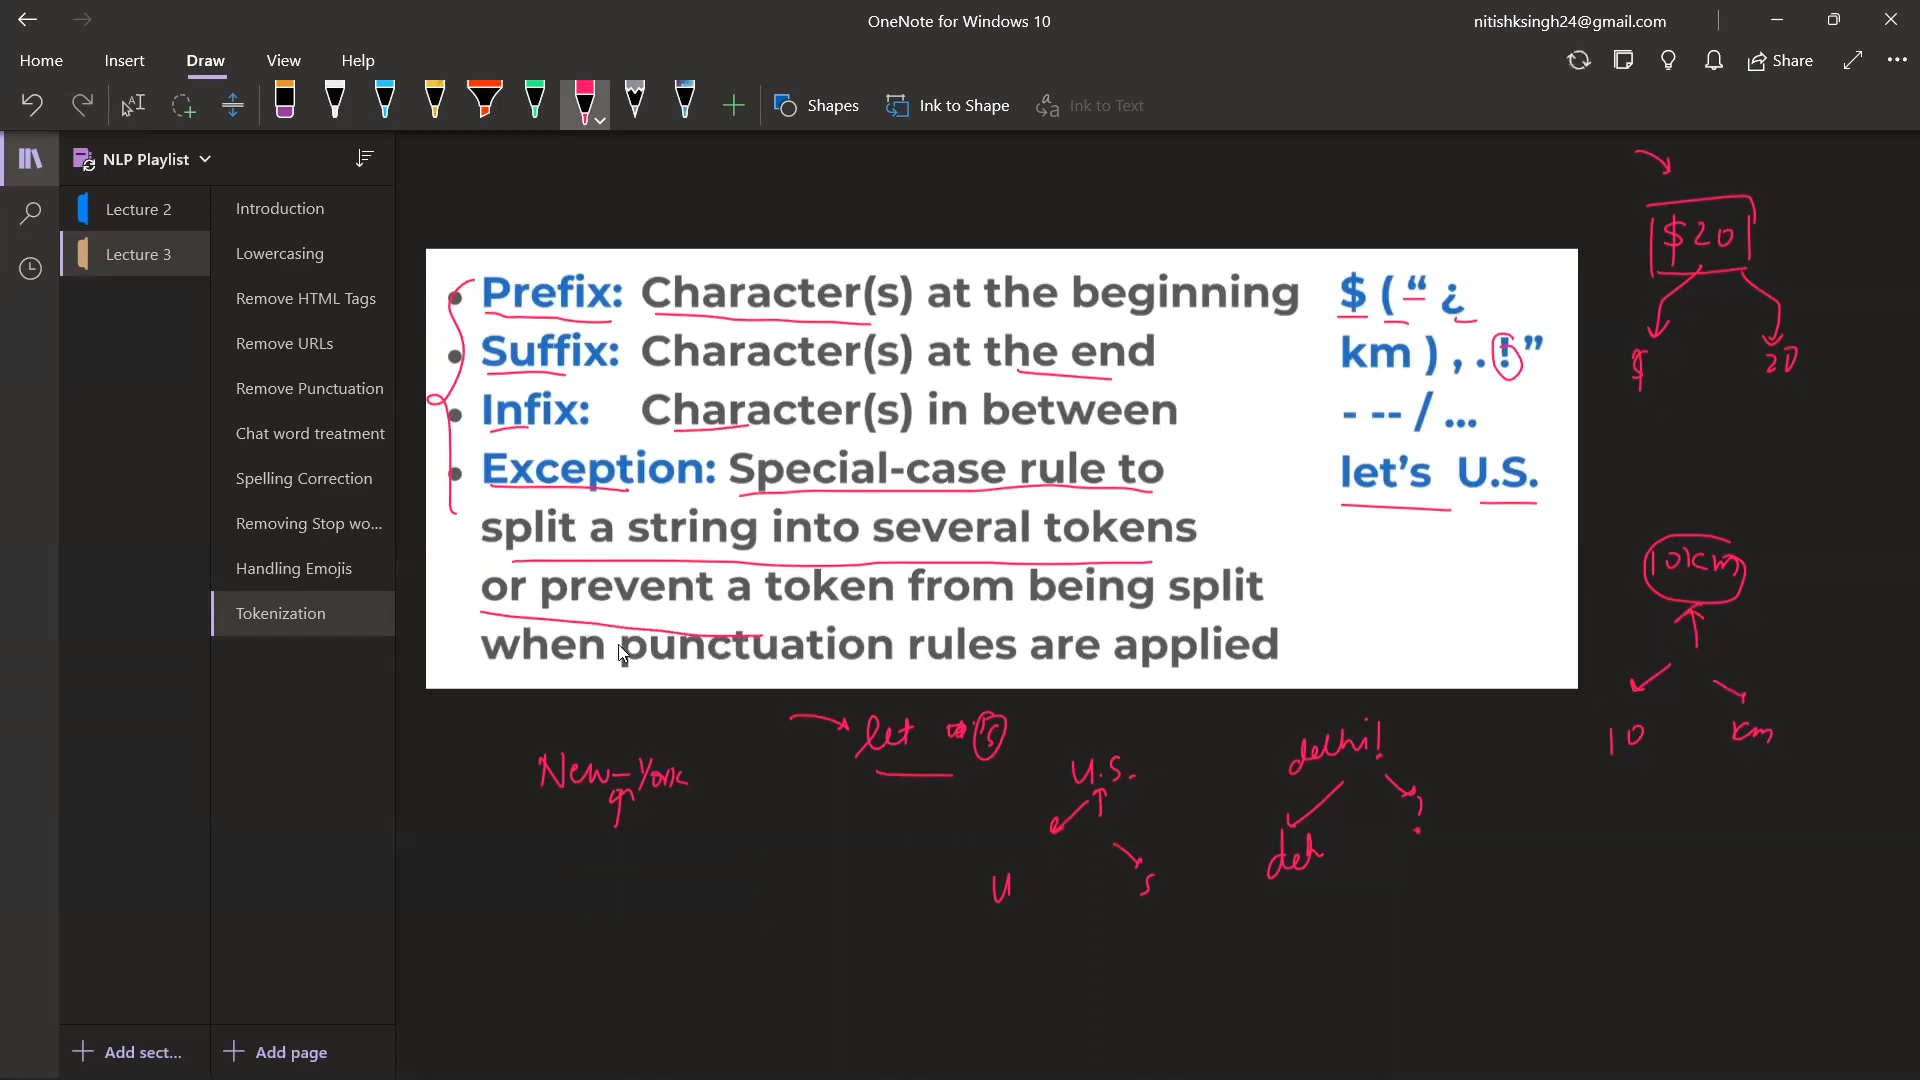 OneNote for Windows 10
nitishksingh24@gmail.com
Home Insert Draw View Help
Share
Shapes Ink to Shape Ink to Text
NLP Playlist
Lecture 2
Lecture 3
Introduction
Lowercasing
Remove HTML Tags
Remove URLs
Remove Punctuation
Chat word treatment
Spelling Correction
Removing Stop wo...
Handling Emojis
Tokenization
Add sect...
Add page
• Prefix: Character(s) at the beginning $ ( “ ¿
• Suffix: Character(s) at the end km ) , . ! ”
• Infix: Character(s) in between - -- / ...
• Exception: Special-case rule to let’s U.S.
split a string into several tokens
or prevent a token from being split
when punctuation rules are applied
$20
$ 20
10km
10 km
New-York
let 's
U.S.
U S
delhi!
deh !